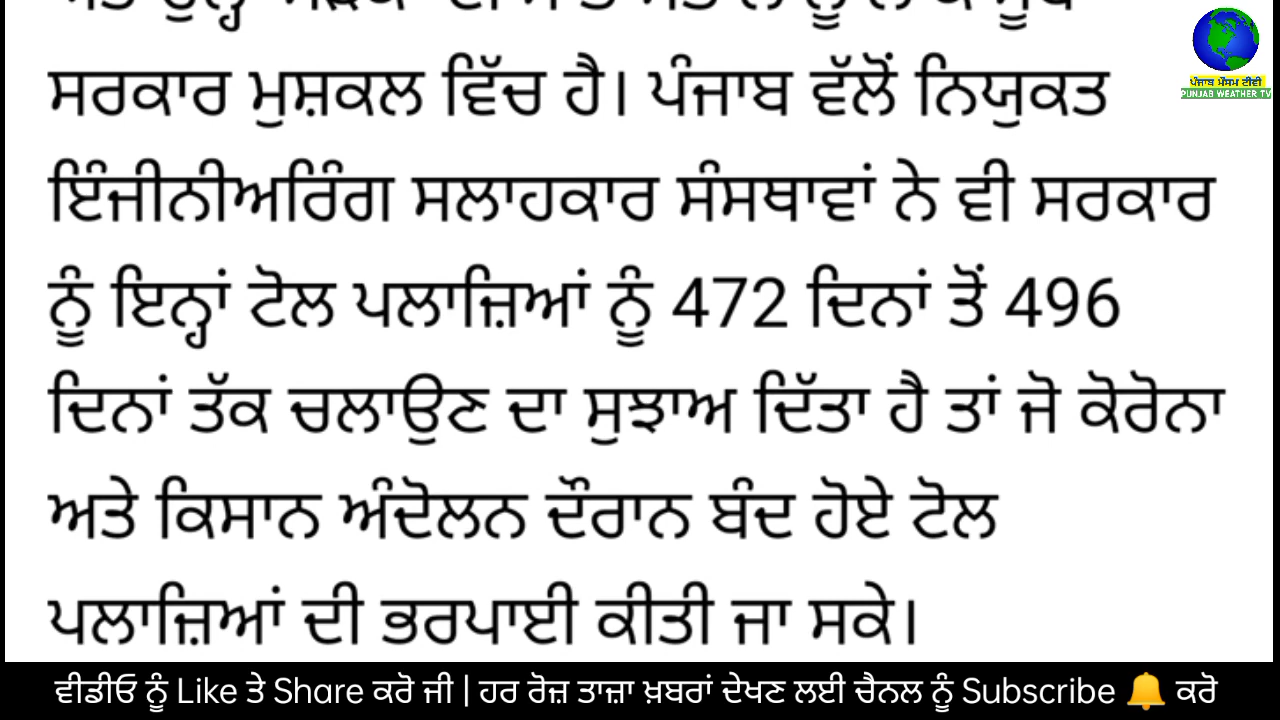 ਸਰਕਾਰ ਮੁਸ਼ਕਲ ਵਿੱਚ ਹੈ। ਪੰਜਾਬ ਵੱਲੋਂ ਨਿਯੁਕਤ
ਇੰਜੀਨੀਅਰਿੰਗ ਸਲਾਹਕਾਰ ਸੰਸਥਾਵਾਂ ਨੇ ਵੀ ਸਰਕਾਰ
ਨੂੰ ਇਨ੍ਹਾਂ ਟੋਲ ਪਲਾਜ਼ਿਆਂ ਨੂੰ 472 ਦਿਨਾਂ ਤੋਂ 496
ਦਿਨਾਂ ਤੱਕ ਚਲਾਉਣ ਦਾ ਸੁਝਾਅ ਦਿੱਤਾ ਹੈ ਤਾਂ ਜੋ ਕੋਰੋਨਾ
ਅਤੇ ਕਿਸਾਨ ਅੰਦੋਲਨ ਦੌਰਾਨ ਬੰਦ ਹੋਏ ਟੋਲ
ਪਲਾਜ਼ਿਆਂ ਦੀ ਭਰਪਾਈ ਕੀਤੀ ਜਾ ਸਕੇ।
ਪੰਜਾਬ ਮੌਸਮ ਟੀਵੀ
PUNJAB WEATHER TV
ਵੀਡੀਓ ਨੂੰ Like ਤੇ Share ਕਰੋ ਜੀ | ਹਰ ਰੋਜ਼ ਤਾਜ਼ਾ ਖ਼ਬਰਾਂ ਦੇਖਣ ਲਈ ਚੈਨਲ ਨੂੰ Subscribe 🔔 ਕਰੋ